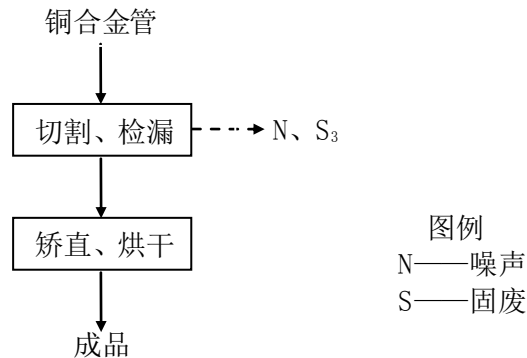 铜合金管
切割、检漏
N、S₃
矫直、烘干
成品
图例
N——噪声
S——固废